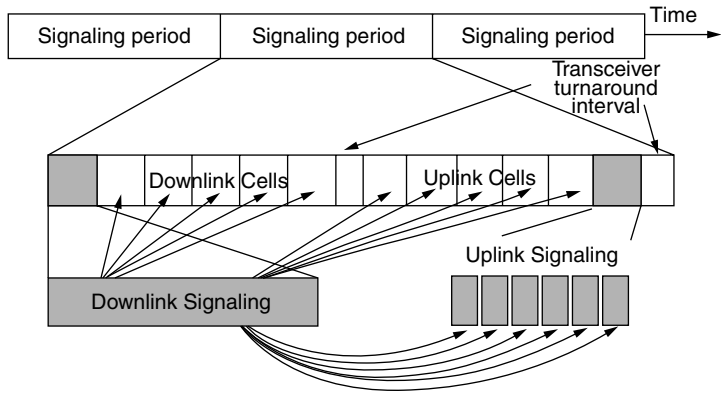 Time
Signaling period
Signaling period
Signaling period
Transceiver
turnaround
interval
Downlink Cells
Uplink Cells
Uplink Signaling
Downlink Signaling